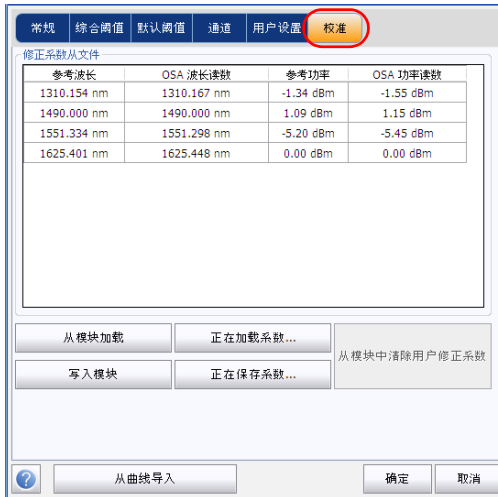 常规 综合阈值 默认阈值 通道 用户设置 校准
修正系数从文件
参考波长 OSA 波长读数 参考功率 OSA 功率读数
1310.154 nm 1310.167 nm -1.34 dBm -1.55 dBm
1490.000 nm 1490.000 nm 1.09 dBm 1.15 dBm
1551.334 nm 1551.298 nm -5.20 dBm -5.45 dBm
1625.401 nm 1625.448 nm 0.00 dBm 0.00 dBm
从模块加载 正在加载系数...
从模块中清除用户修正系数
写入模块 正在保存系数...
? 从曲线导入 确定 取消